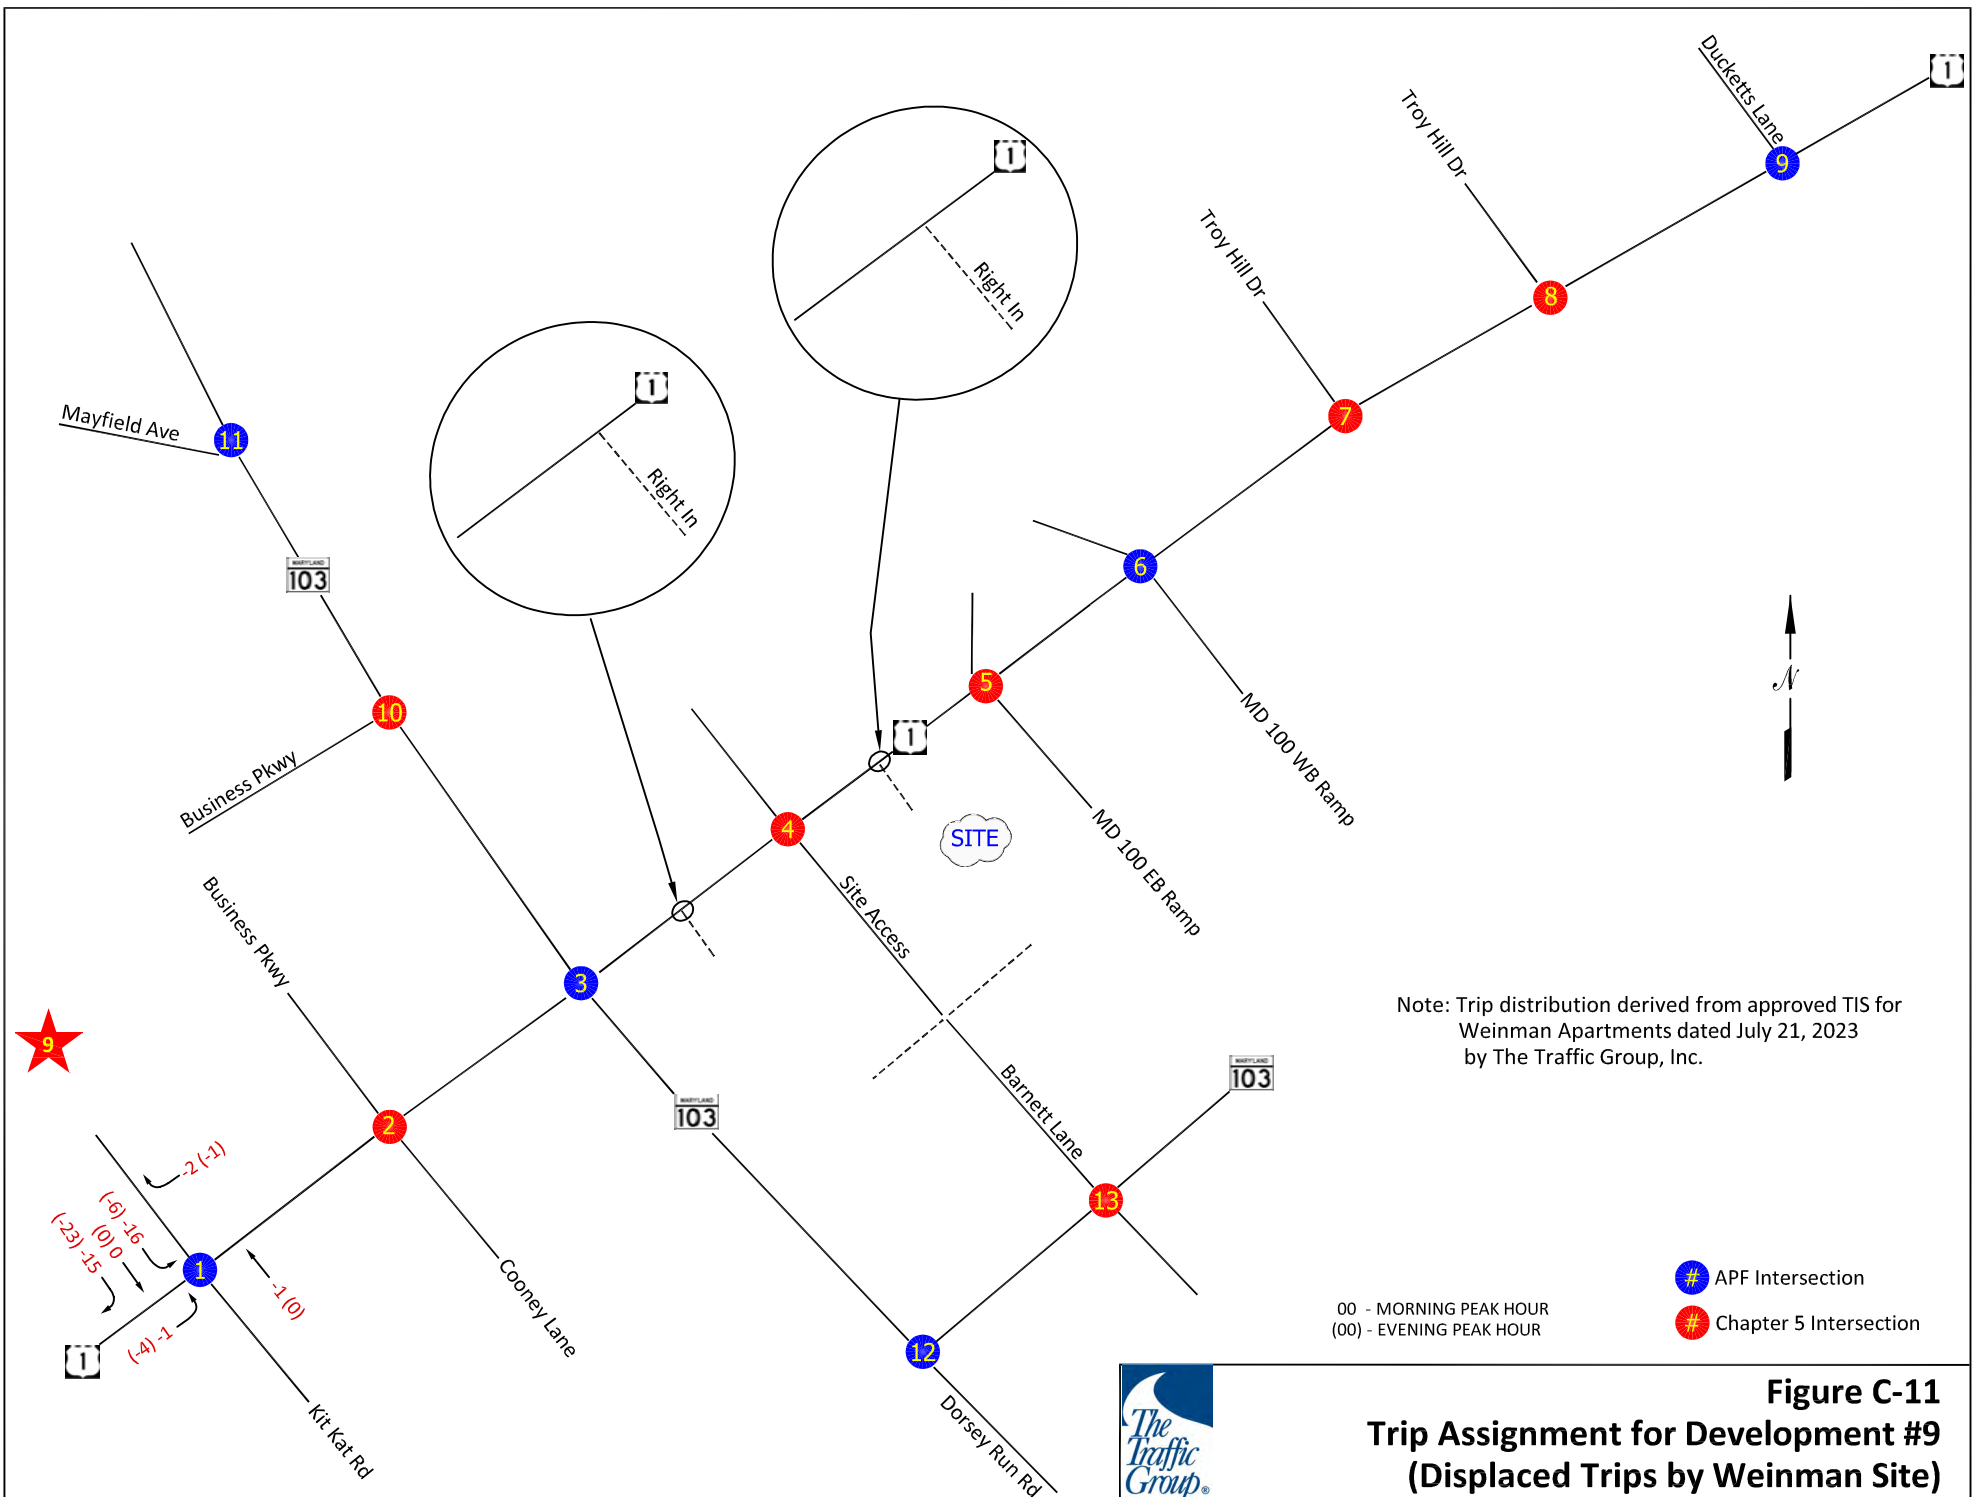 Ducketts Lane
1
9
Troy Hill Dr
8
Troy Hill Dr
7
1
Right In
1
Right In
Mayfield Ave
11
MARYLAND
103
6
10
Business Pkwy
5
1
MD 100 WB Ramp
N
4
SITE
MD 100 EB Ramp
Site Access
Business Pkwy
3
9
Note: Trip distribution derived from approved TIS for
Weinman Apartments dated July 21, 2023
by The Traffic Group, Inc.
2
MARYLAND
103
MARYLAND
103
Barnett Lane
13
-2 (-1)
(-6) -16
(0) 0
(-23) -15
1
-1 (0)
(-4) -1
1
Cooney Lane
Kit Kat Rd
12
Dorsey Run Rd
# APF Intersection
# Chapter 5 Intersection
00 - MORNING PEAK HOUR
(00) - EVENING PEAK HOUR
The
Traffic
Group®
Figure C-11
Trip Assignment for Development #9
(Displaced Trips by Weinman Site)